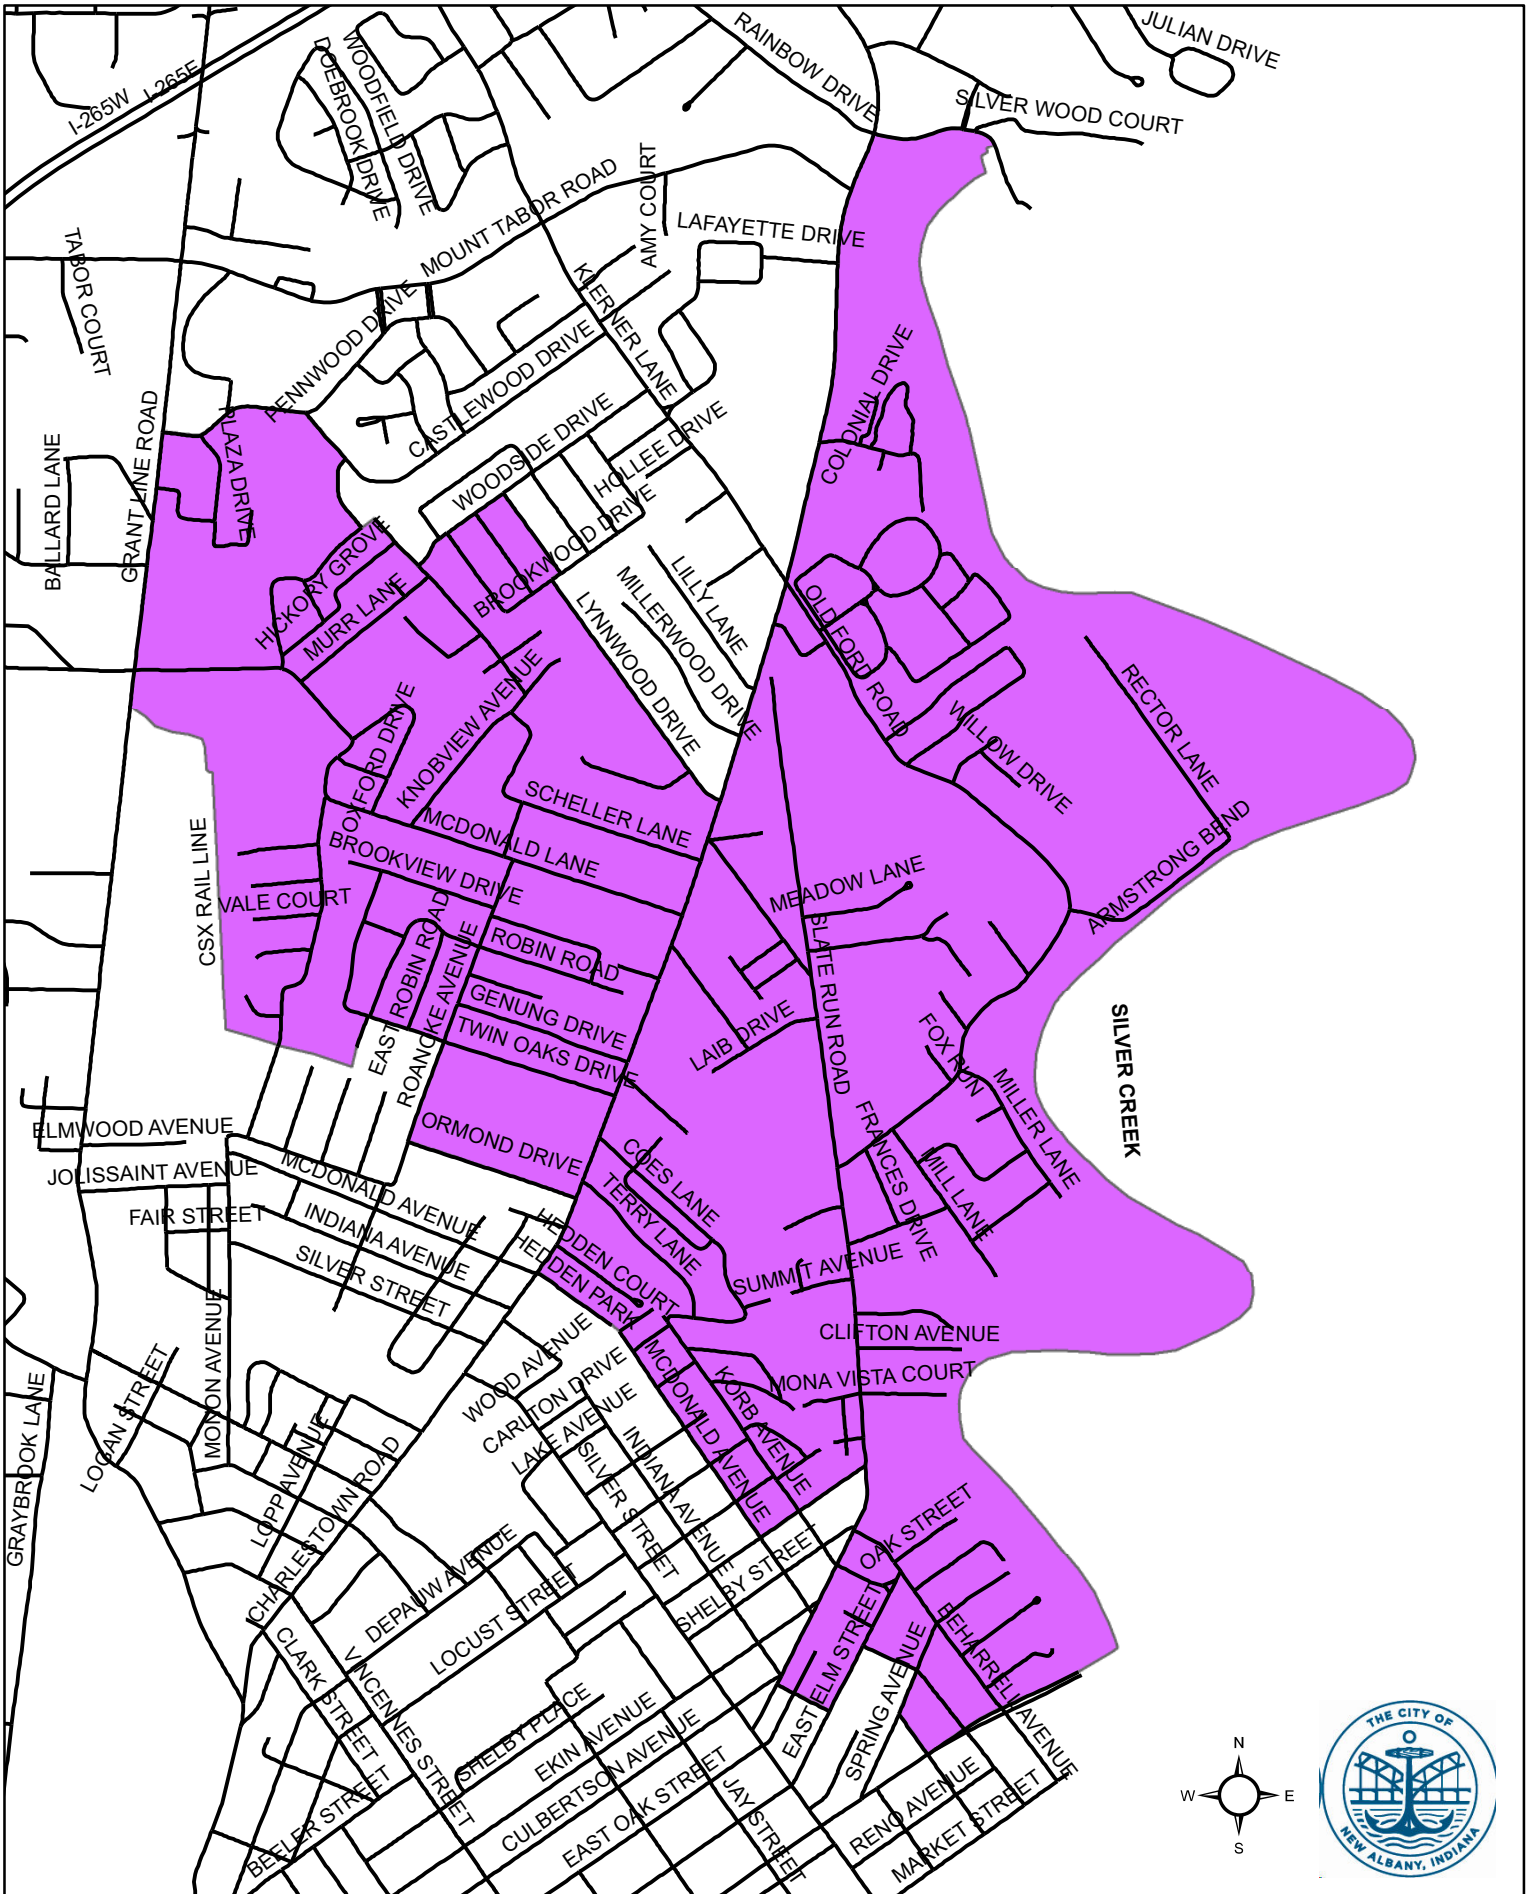 JULIAN DRIVE
RAINBOW DRIVE
I-265W
I-265E
DOEBROOK DRIVE
WOODFIELD DRIVE
SILVER WOOD COURT
MOUNT TABOR ROAD
AMY COURT
LAFAYETTE DRIVE
TABOR COURT
KLERNER LANE
PENNWOOD DRIVE
CASTLEWOOD DRIVE
COLONIAL DRIVE
BALLARD LANE
GRANT LINE ROAD
PLAZA DRIVE
WOODSIDE DRIVE
HOLLEE DRIVE
HICKORY GROVE
BROOKWOOD DRIVE
MURR LANE
LILLY LANE
MILLERWOOD DRIVE
LYNNWOOD DRIVE
OLD FORD ROAD
KNOBVIEW AVENUE
OXFORD DRIVE
RECTOR LANE
WILLOW DRIVE
SCHELLER LANE
MCDONALD LANE
BROOKVIEW DRIVE
CSX RAIL LINE
VALE COURT
MEADOW LANE
ARMSTRONG BEND
EAST ROBIN ROAD
ROBIN ROAD
ROANOKE AVENUE
GENUNG DRIVE
TWIN OAKS DRIVE
SLATE RUN ROAD
LAIB DRIVE
FOX RUN
SILVER CREEK
MILLER LANE
ELMWOOD AVENUE
ORMOND DRIVE
FRANCES DRIVE
MILL LANE
JOLISSAINT AVENUE
MCDONALD AVENUE
COES LANE
TERRY LANE
FAIR STREET
INDIANA AVENUE
SILVER STREET
HEDDEN COURT
HEDDEN PARK
SUMMIT AVENUE
CLIFTON AVENUE
MONON AVENUE
WOOD AVENUE
MCDONALD AVENUE
KORB AVENUE
MONA VISTA COURT
GRAYBROOK LANE
LOGAN STREET
CARLTON DRIVE
LAKE AVENUE
LOPP AVENUE
CHARLESTOWN ROAD
SILVER STREET
INDIANA AVENUE
OAK STREET
DEPAUW AVENUE
LOCUST STREET
SHELBY STREET
EAST ELM STREET
SPRING AVENUE
BEHARRELL AVENUE
CLARK STREET
VINCENNES STREET
SHELBY PLACE
EKIN AVENUE
CULBERTSON AVENUE
EAST OAK STREET
JAY STREET
BEELER STREET
RENO AVENUE
MARKET STREET
N
W
E
S
THE CITY OF
NEW ALBANY, INDIANA